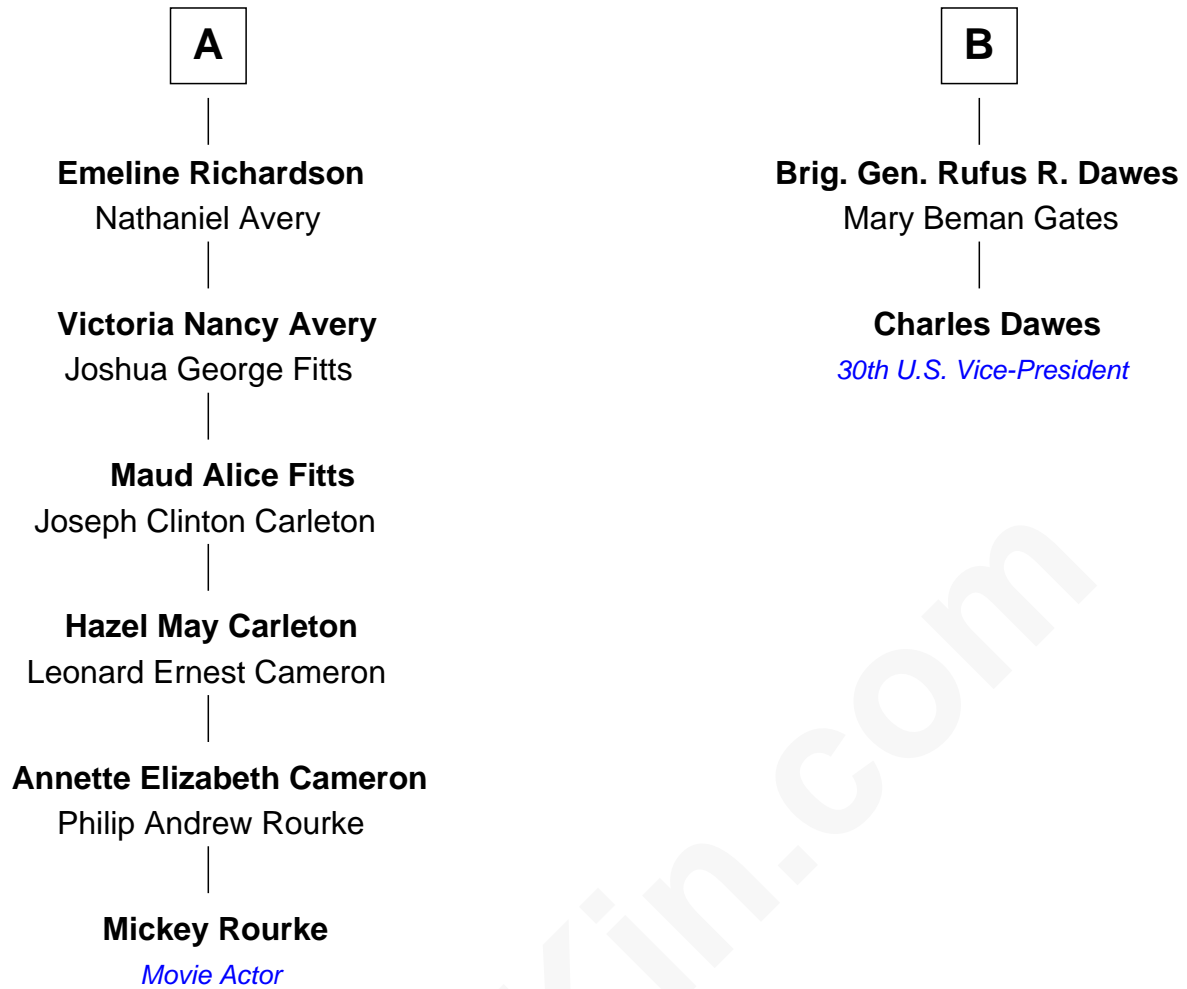 A
Emeline Richardson
Nathaniel Avery
Victoria Nancy Avery
Joshua George Fitts
Maud Alice Fitts
Joseph Clinton Carleton
Hazel May Carleton
Leonard Ernest Cameron
Annette Elizabeth Cameron
Philip Andrew Rourke
Mickey Rourke
Movie Actor
B
Brig. Gen. Rufus R. Dawes
Mary Beman Gates
Charles Dawes
30th U.S. Vice-President
Kin.com